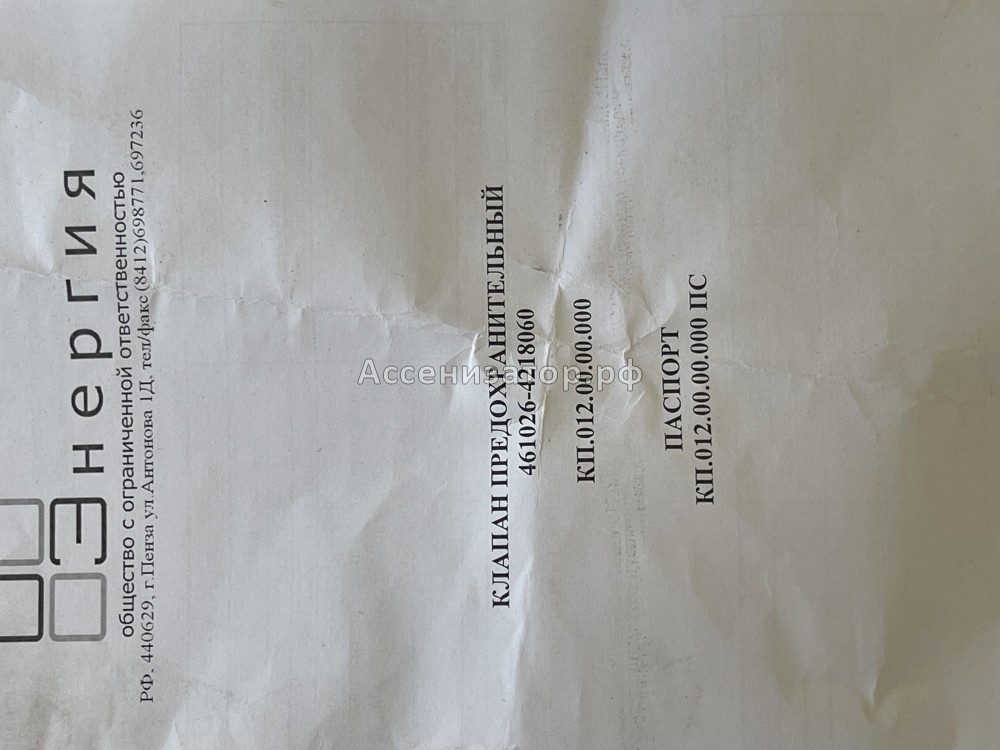 Энергия
общество с ограниченной ответственностью
РФ. 440629, г.Пенза ул.Антонова 1Д. тел/факс (8412)698771,697236
КЛАПАН ПРЕДОХРАНИТЕЛЬНЫЙ
461026-4218060
КП.012.00.00.000
ПАСПОРТ
КП.012.00.00.000 ПС
Ассенизатор.рф